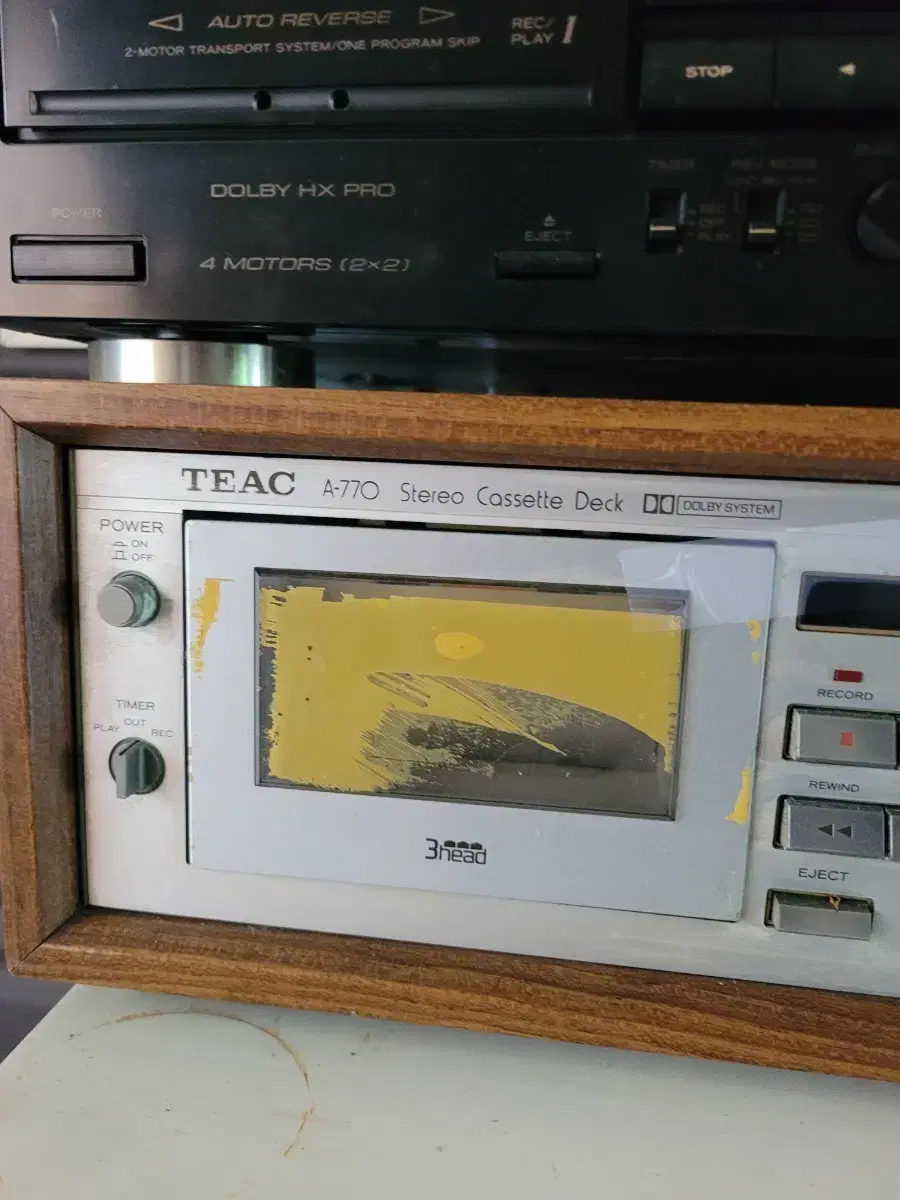 AUTO REVERSE
2-MOTOR TRANSPORT SYSTEM/ONE PROGRAM SKIP
REC/
PLAY
STOP
DOLBY HX PRO
4 MOTORS (2×2)
POWER
EJECT
TIMER
REV MODE
REC
OFF
PLAY
TEAC A-770 Stereo Cassette Deck DOLBY SYSTEM
POWER
ON
OFF
TIMER
OUT
PLAY REC
3head
RECORD
REWIND
EJECT